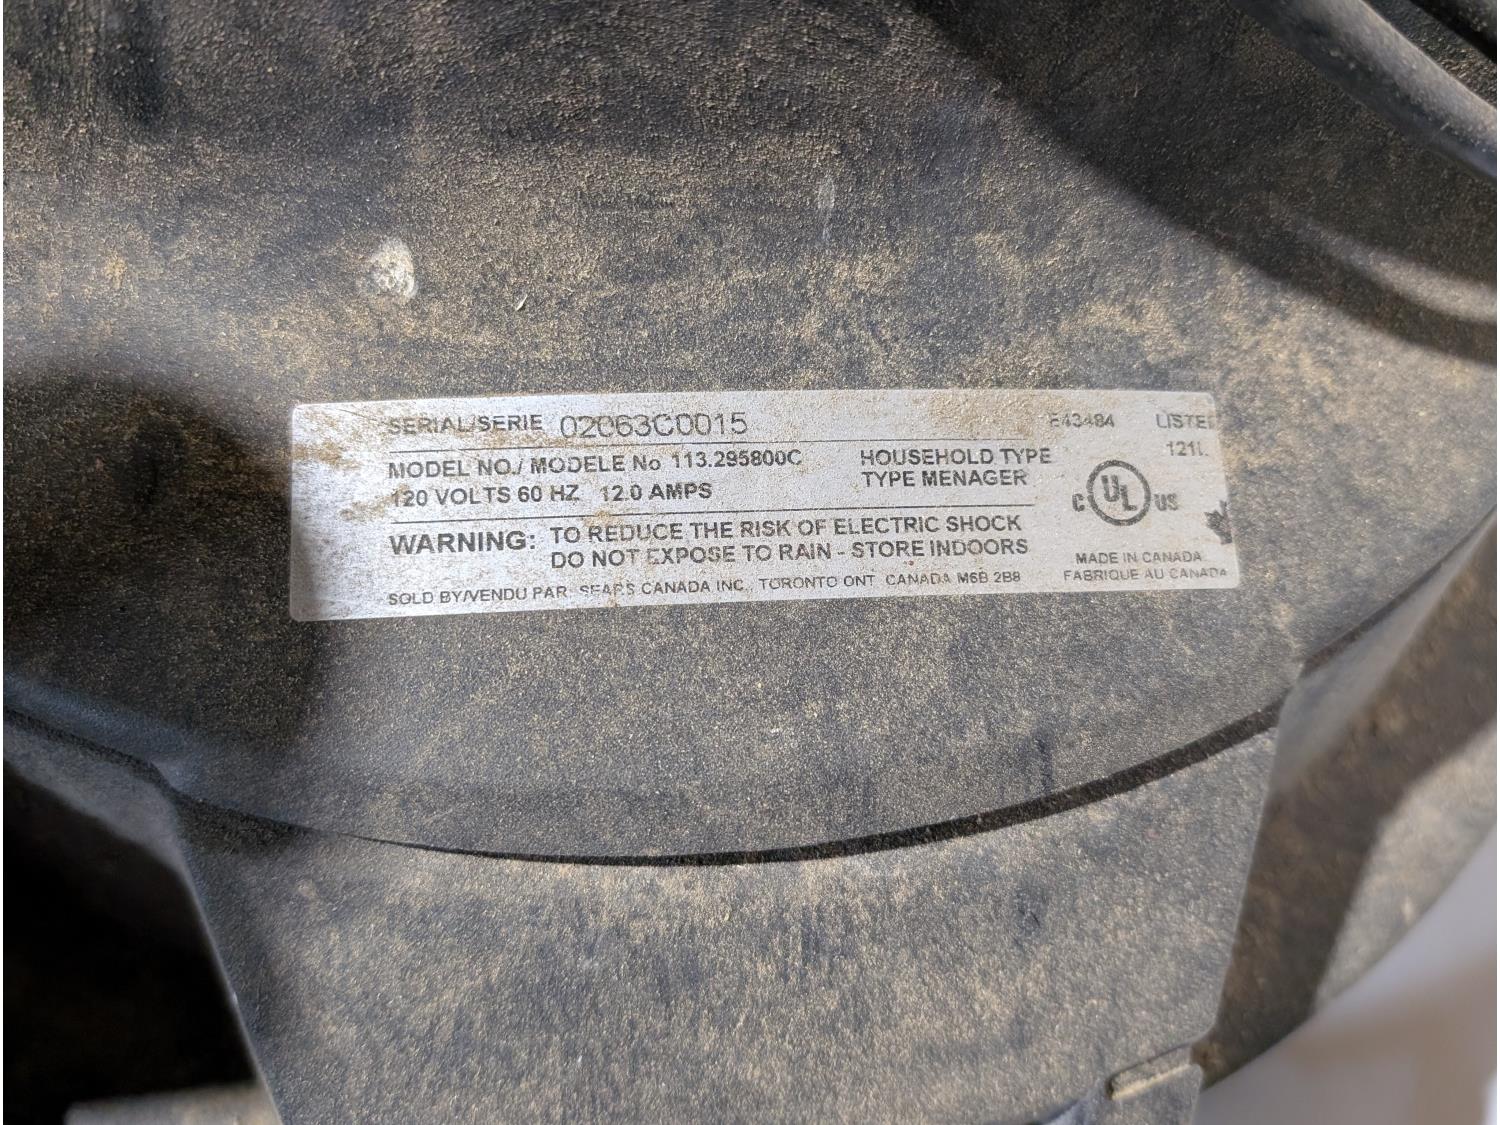 SERIAL/SERIE 02063C0015
E43484 LISTED
121L
MODEL NO./ MODELE No 113.295800C
HOUSEHOLD TYPE
TYPE MENAGER
120 VOLTS 60 HZ 12.0 AMPS
C UL US
WARNING: TO REDUCE THE RISK OF ELECTRIC SHOCK
DO NOT EXPOSE TO RAIN - STORE INDOORS
MADE IN CANADA
FABRIQUE AU CANADA
SOLD BY/VENDU PAR SEARS CANADA INC. TORONTO ONT CANADA M6B 2B8